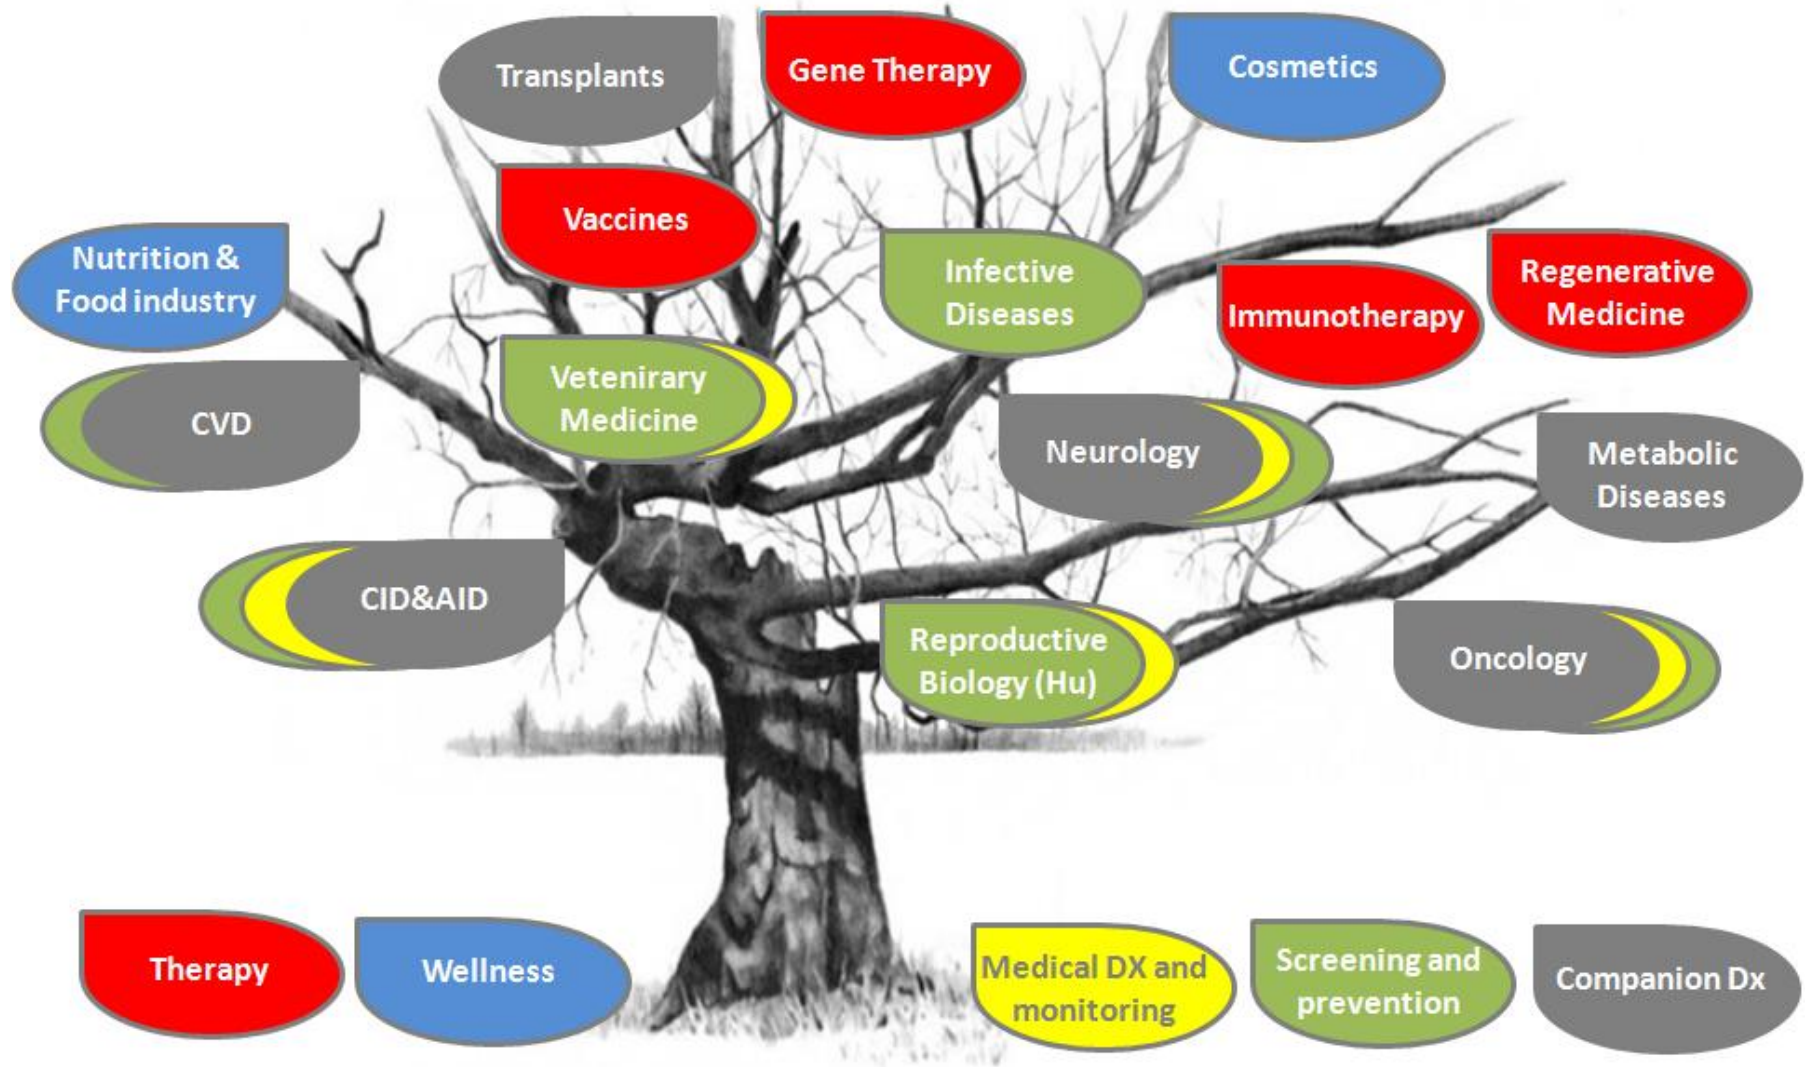 Transplants
Gene Therapy
Cosmetics
Vaccines
Nutrition &
Food industry
Infective
Diseases
Immunotherapy
Regenerative
Medicine
CVD
Vetenirary
Medicine
Neurology
Metabolic
Diseases
CID&AID
Reproductive
Biology (Hu)
Oncology
Therapy
Wellness
Medical DX and
monitoring
Screening and
prevention
Companion Dx